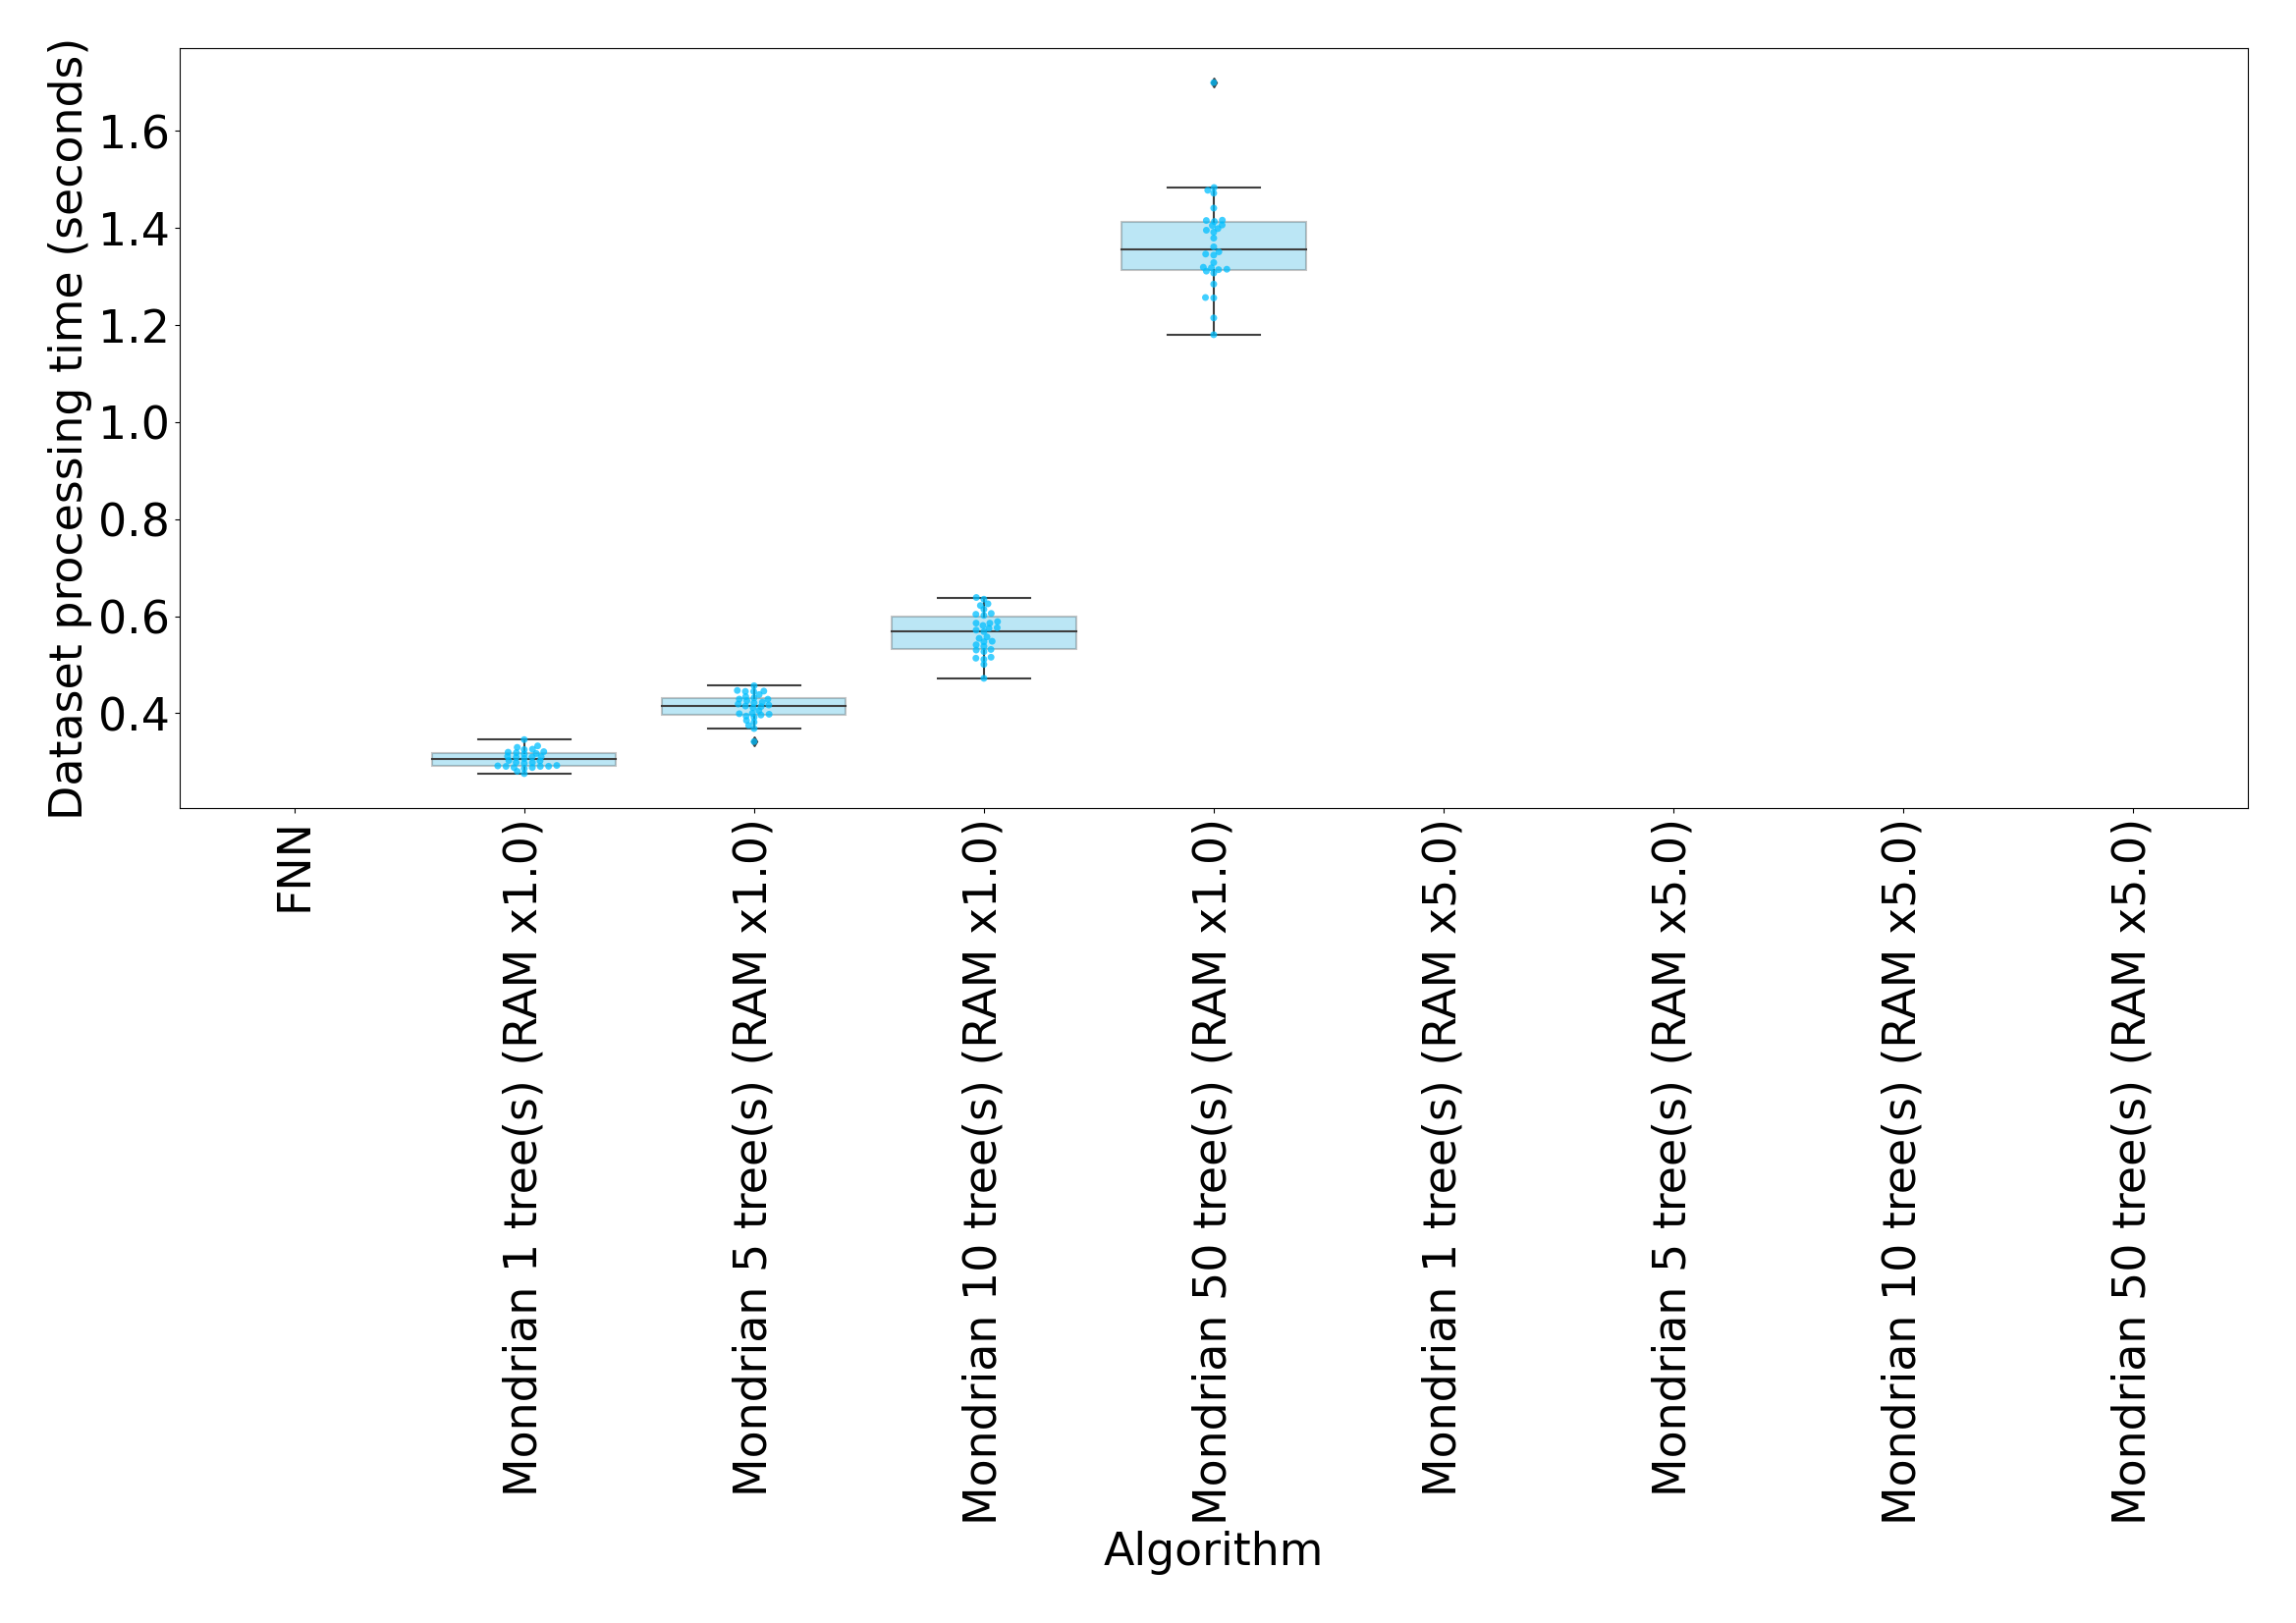 Dataset processing time (seconds)
1.6
1.4
1.2
1.0
0.8
0.6
0.4
FNN
Mondrian 1 tree(s) (RAM x1.0)
Mondrian 5 tree(s) (RAM x1.0)
Mondrian 10 tree(s) (RAM x1.0)
Mondrian 50 tree(s) (RAM x1.0)
Mondrian 1 tree(s) (RAM x5.0)
Mondrian 5 tree(s) (RAM x5.0)
Mondrian 10 tree(s) (RAM x5.0)
Mondrian 50 tree(s) (RAM x5.0)
Algorithm